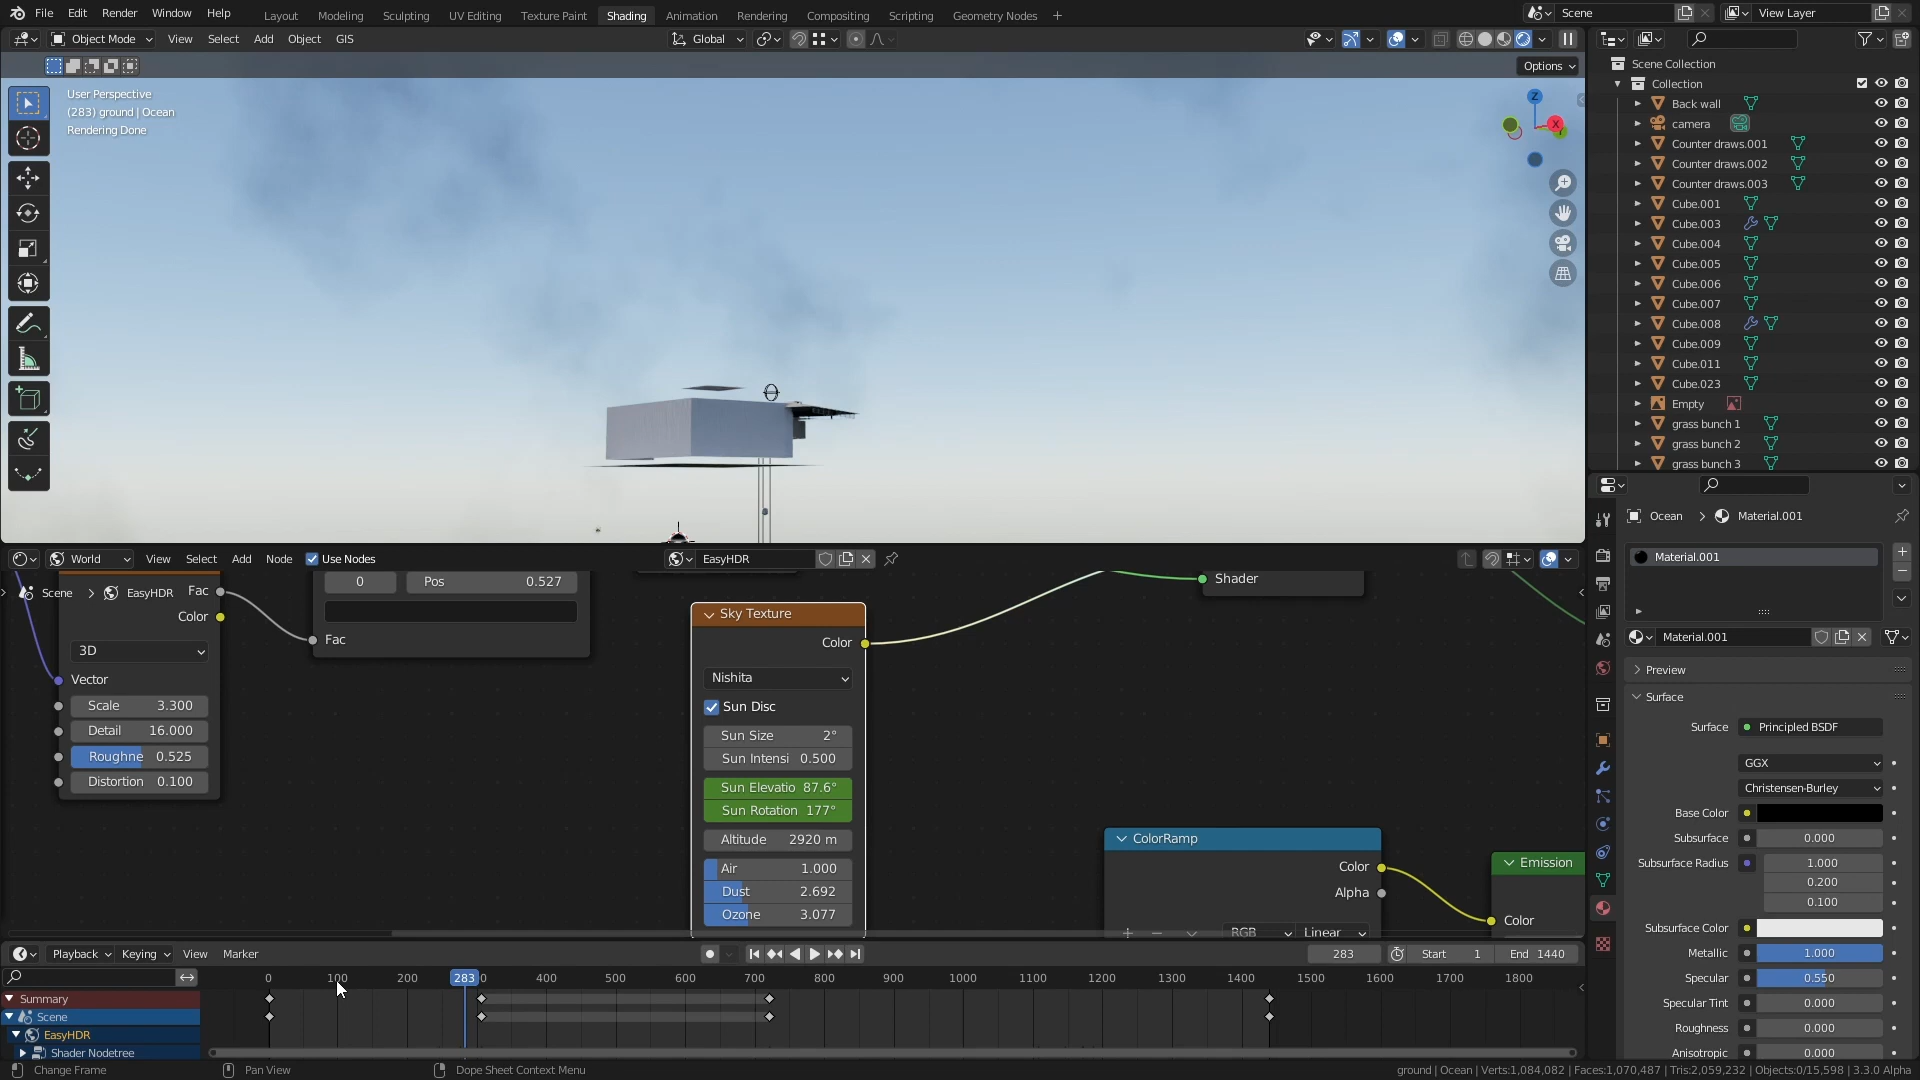 File Edit Render Window Help Layout Modeling Sculpting UV Editing Texture Paint Shading Animation Rendering Compositing Scripting Geometry Nodes + Scene View Layer
Object Mode View Select Add Object GIS Global
Options
User Perspective
(283) ground | Ocean
Rendering Done
Z
X
Scene Collection
Collection
Back wall
camera
Counter draws.001
Counter draws.002
Counter draws.003
Cube.001
Cube.003
Cube.004
Cube.005
Cube.006
Cube.007
Cube.008
Cube.009
Cube.011
Cube.023
Empty
grass bunch 1
grass bunch 2
grass bunch 3
World View Select Add Node Use Nodes EasyHDR
Scene > EasyHDR
Fac
Color
3D
Vector
Scale 3.300
Detail 16.000
Roughne 0.525
Distortion 0.100
0 Pos 0.527
Fac
Sky Texture
Color
Nishita
Sun Disc
Sun Size 2°
Sun Intensi 0.500
Sun Elevatio 87.6°
Sun Rotation 177°
Altitude 2920 m
Air 1.000
Dust 2.692
Ozone 3.077
Shader
ColorRamp
Color
Alpha
RGB Linear
Emission
Color
Ocean > Material.001
Material.001
Material.001
Preview
Surface
Surface Principled BSDF
GGX
Christensen-Burley
Base Color
Subsurface 0.000
Subsurface Radius 1.000
0.200
0.100
Subsurface Color
Metallic 1.000
Specular 0.550
Specular Tint 0.000
Roughness 0.000
Anisotropic 0.000
Playback Keying View Marker 283 Start 1 End 1440
0 100 200 283 0 400 500 600 700 800 900 1000 1100 1200 1300 1400 1500 1600 1700 1800
Summary
Scene
EasyHDR
Shader Nodetree
Change Frame Pan View Dope Sheet Context Menu ground | Ocean | Verts:1,084,082 | Faces:1,070,487 | Tris:2,059,232 | Objects:0/15,598 | 3.3.0 Alpha